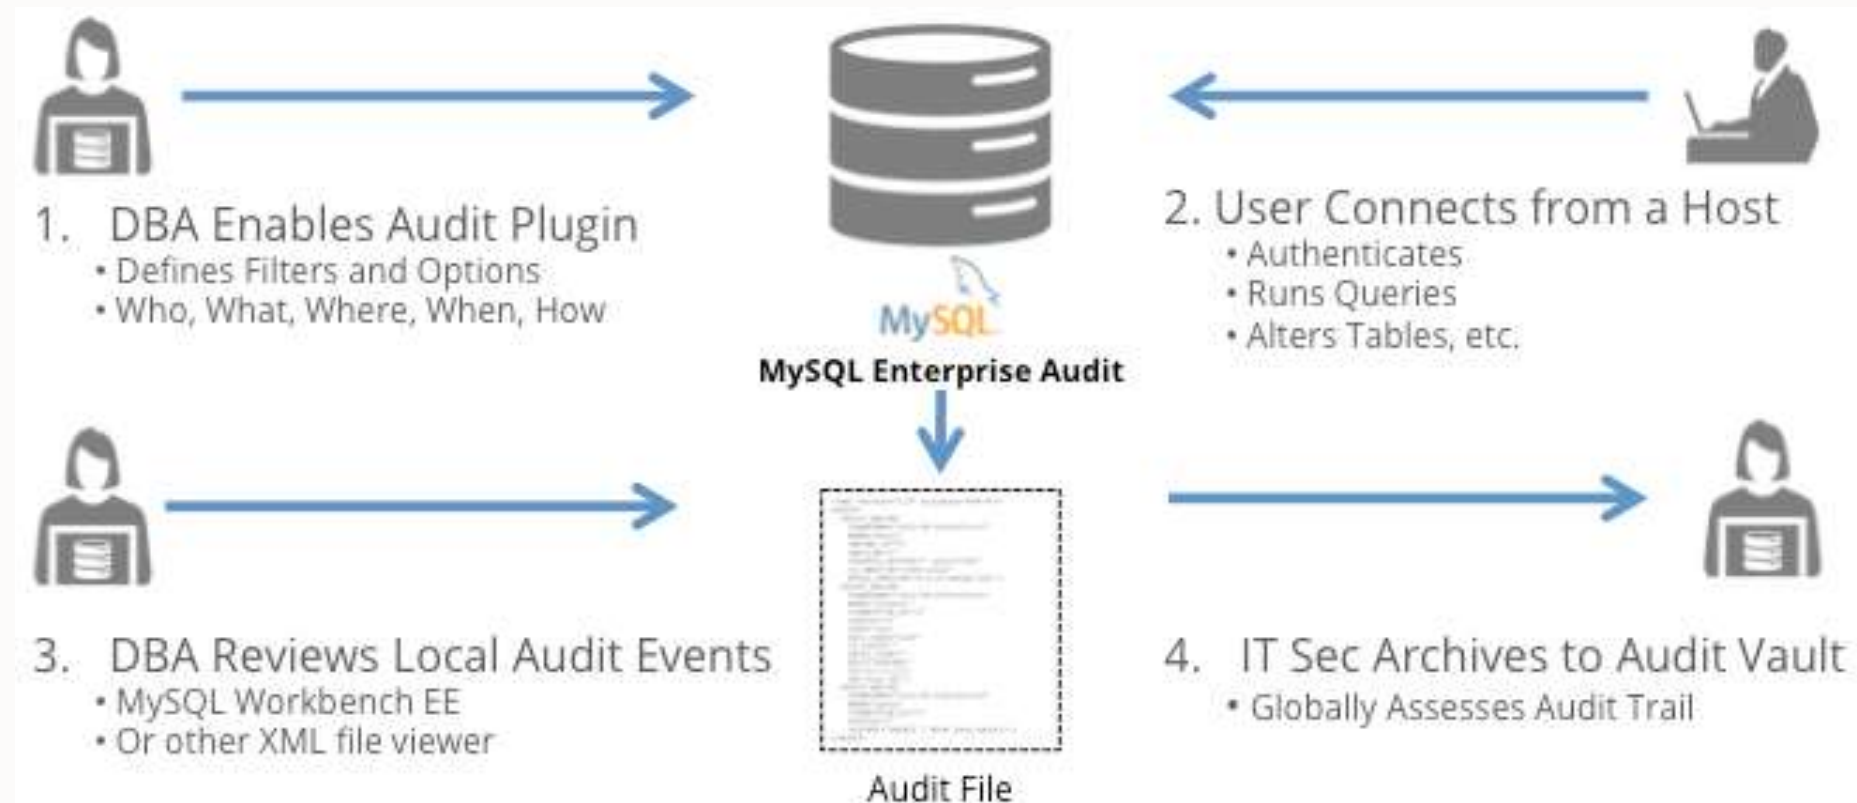 1. DBA Enables Audit Plugin
• Defines Filters and Options
• Who, What, Where, When, How
2. User Connects from a Host
• Authenticates
• Runs Queries
• Alters Tables, etc.
MySQL
MySQL Enterprise Audit
3. DBA Reviews Local Audit Events
• MySQL Workbench EE
• Or other XML file viewer
Audit File
4. IT Sec Archives to Audit Vault
• Globally Assesses Audit Trail